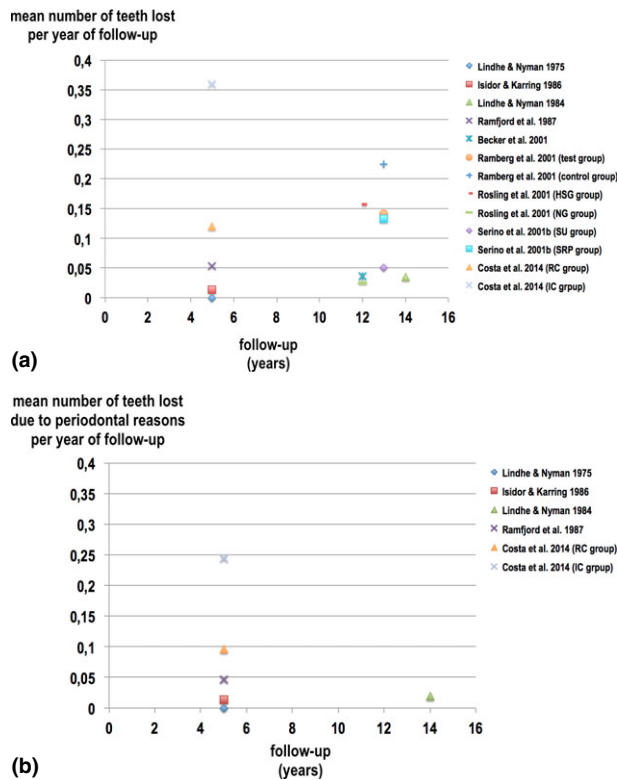 mean number of teeth lost
per year of follow-up
0,4
0,35
0,3
0,25
0,2
0,15
0,1
0,05
0
0 2 4 6 8 10 12 14 16
follow-up
(years)
Lindhe & Nyman 1975
Isidor & Karring 1986
Lindhe & Nyman 1984
Ramfjord et al. 1987
Becker et al. 2001
Ramberg et al. 2001 (test group)
Ramberg et al. 2001 (control group)
Rosling et al. 2001 (HSG group)
Rosling et al. 2001 (NG group)
Serino et al. 2001b (SU group)
Serino et al. 2001b (SRP group)
Costa et al. 2014 (RC group)
Costa et al. 2014 (IC grpup)
(a)
mean number of teeth lost
due to periodontal reasons
per year of follow-up
0,4
0,35
0,3
0,25
0,2
0,15
0,1
0,05
0
0 2 4 6 8 10 12 14 16
follow-up
(years)
Lindhe & Nyman 1975
Isidor & Karring 1986
Lindhe & Nyman 1984
Ramfjord et al. 1987
Costa et al. 2014 (RC group)
Costa et al. 2014 (IC grpup)
(b)